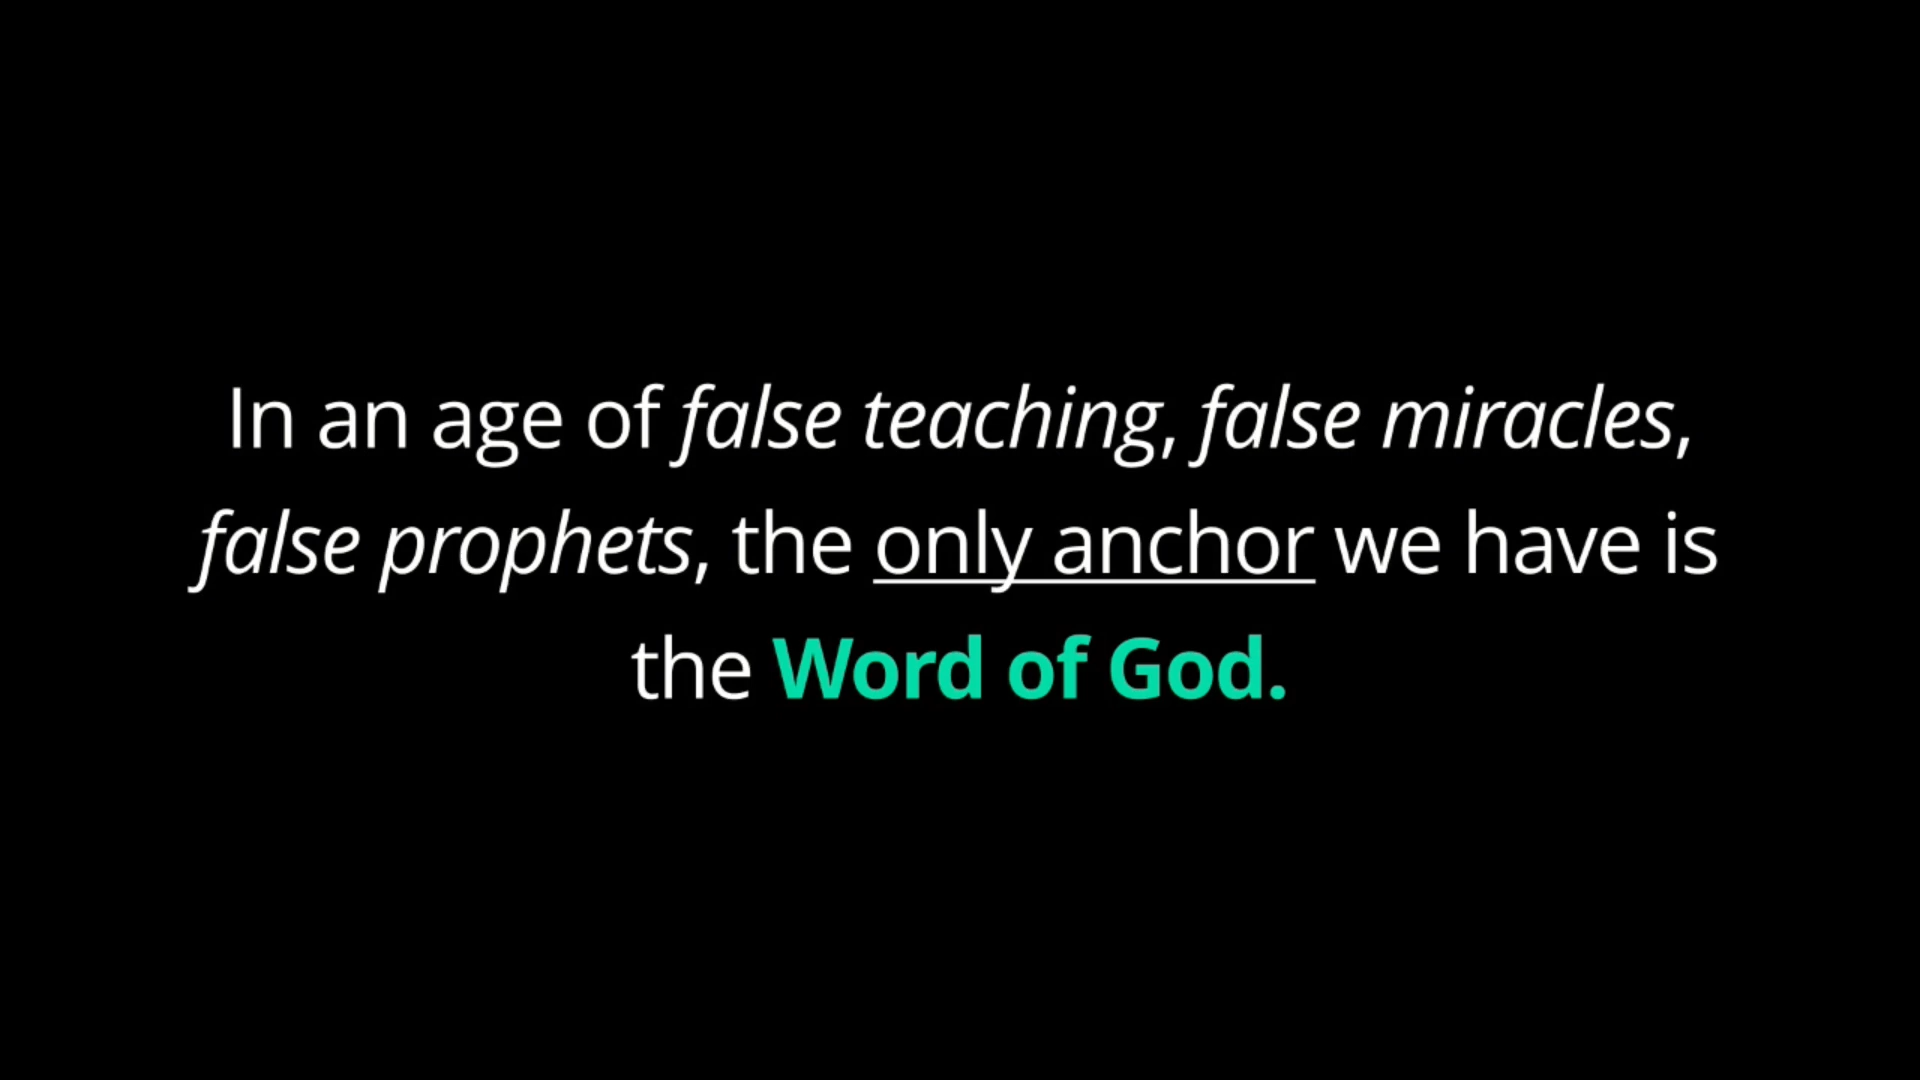 In an age of false teaching, false miracles,
false prophets, the only anchor we have is
the Word of God.